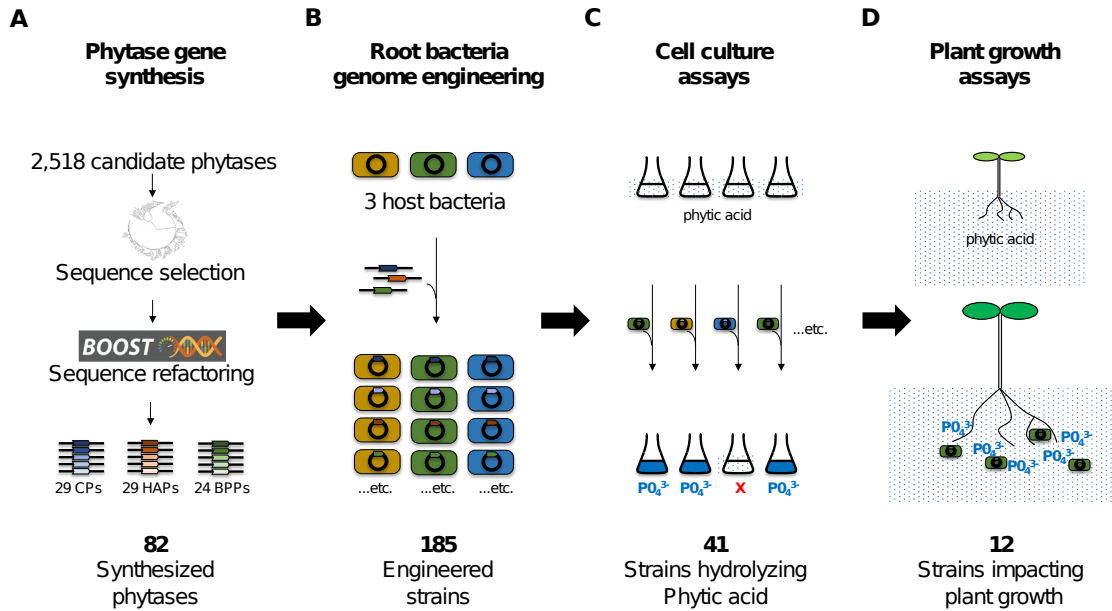 A
Phytase gene
synthesis
2,518 candidate phytases
Sequence selection
BOOST
Sequence refactoring
29 CPs 29 HAPs 24 BPPs
82
Synthesized
phytases
B
Root bacteria
genome engineering
3 host bacteria
...etc. ...etc. ...etc.
185
Engineered
strains
C
Cell culture
assays
phytic acid
...etc.
P0₄³⁻ P0₄³⁻ X P0₄³⁻
41
Strains hydrolyzing
Phytic acid
D
Plant growth
assays
phytic acid
P0₄³⁻
P0₄³⁻
P0₄³⁻
P0₄³⁻
P0₄³⁻
12
Strains impacting
plant growth